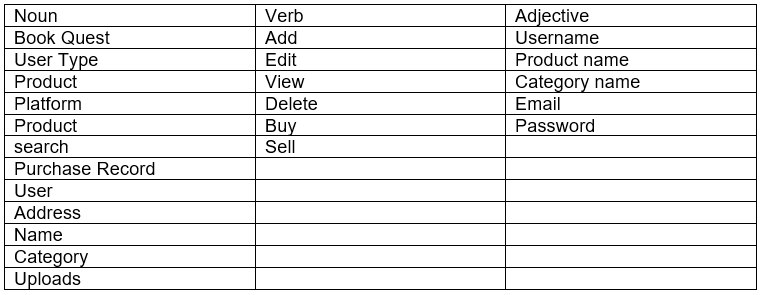 Noun Verb Adjective
Book Quest Add Username
User Type Edit Product name
Product View Category name
Platform Delete Email
Product Buy Password
search Sell
Purchase Record
User
Address
Name
Category
Uploads